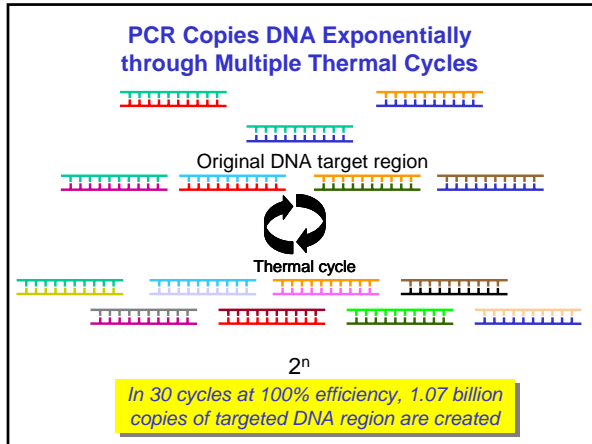 PCR Copies DNA Exponentially
through Multiple Thermal Cycles
Original DNA target region
Thermal cycle
2ⁿ
In 30 cycles at 100% efficiency, 1.07 billion
copies of targeted DNA region are created